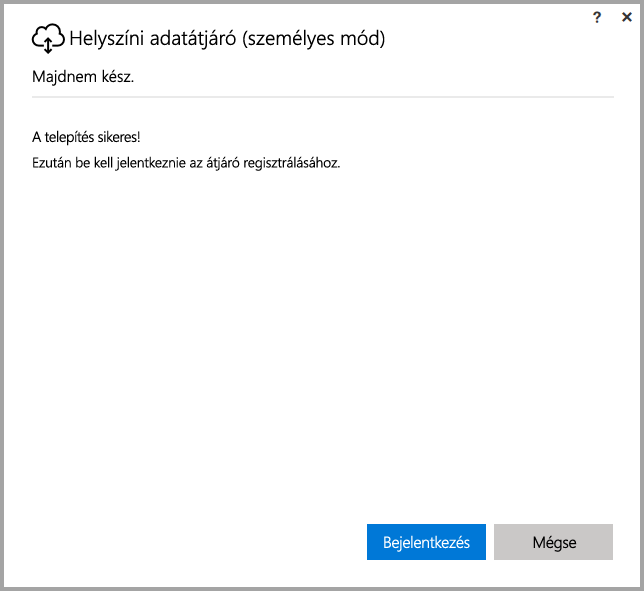 ? ×
Helyszíni adatátjáró (személyes mód)
Majdnem kész.
A telepítés sikeres!
Ezután be kell jelentkeznie az átjáró regisztrálásához.
Bejelentkezés Mégse